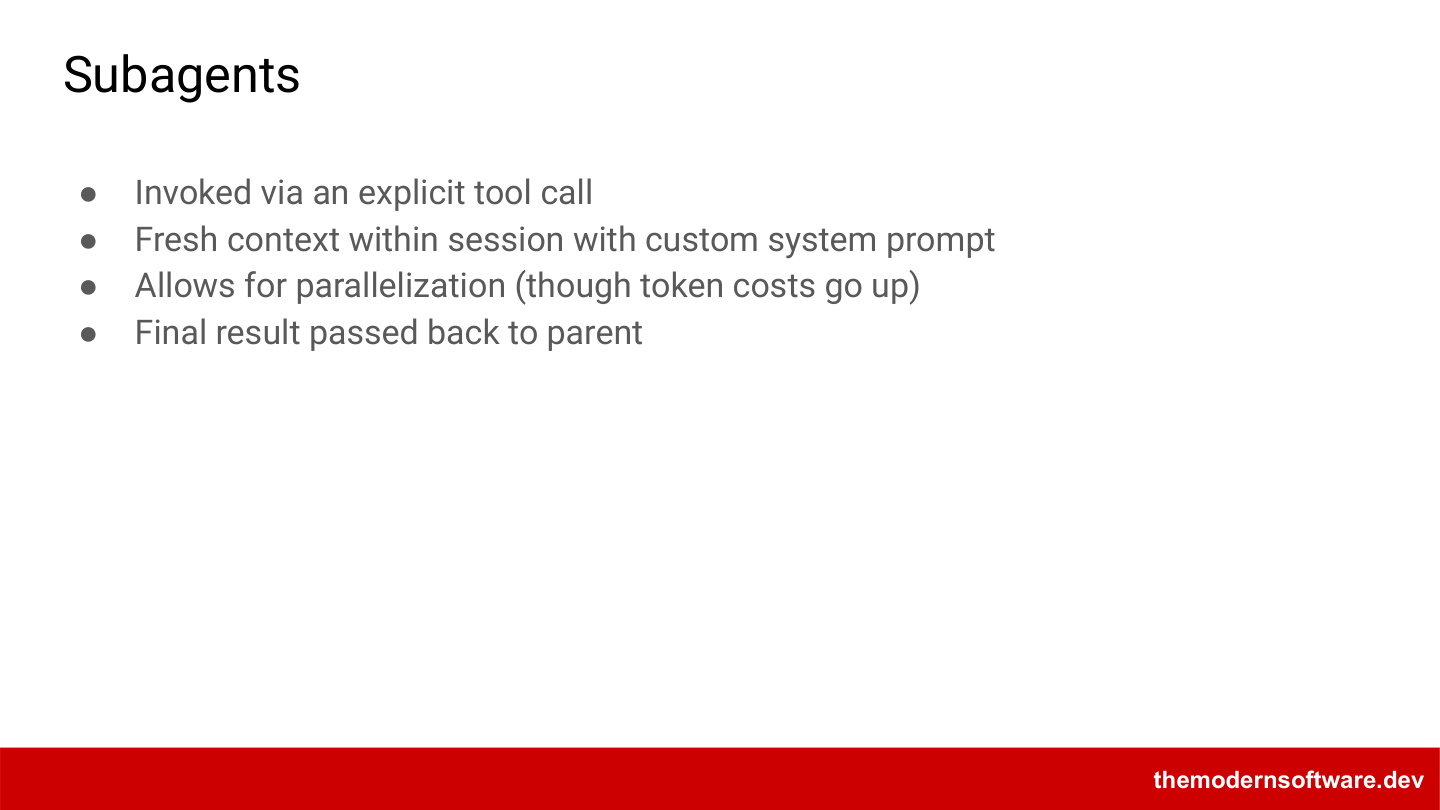 Subagents
● Invoked via an explicit tool call
● Fresh context within session with custom system prompt
● Allows for parallelization (though token costs go up)
● Final result passed back to parent
themodernsoftware.dev